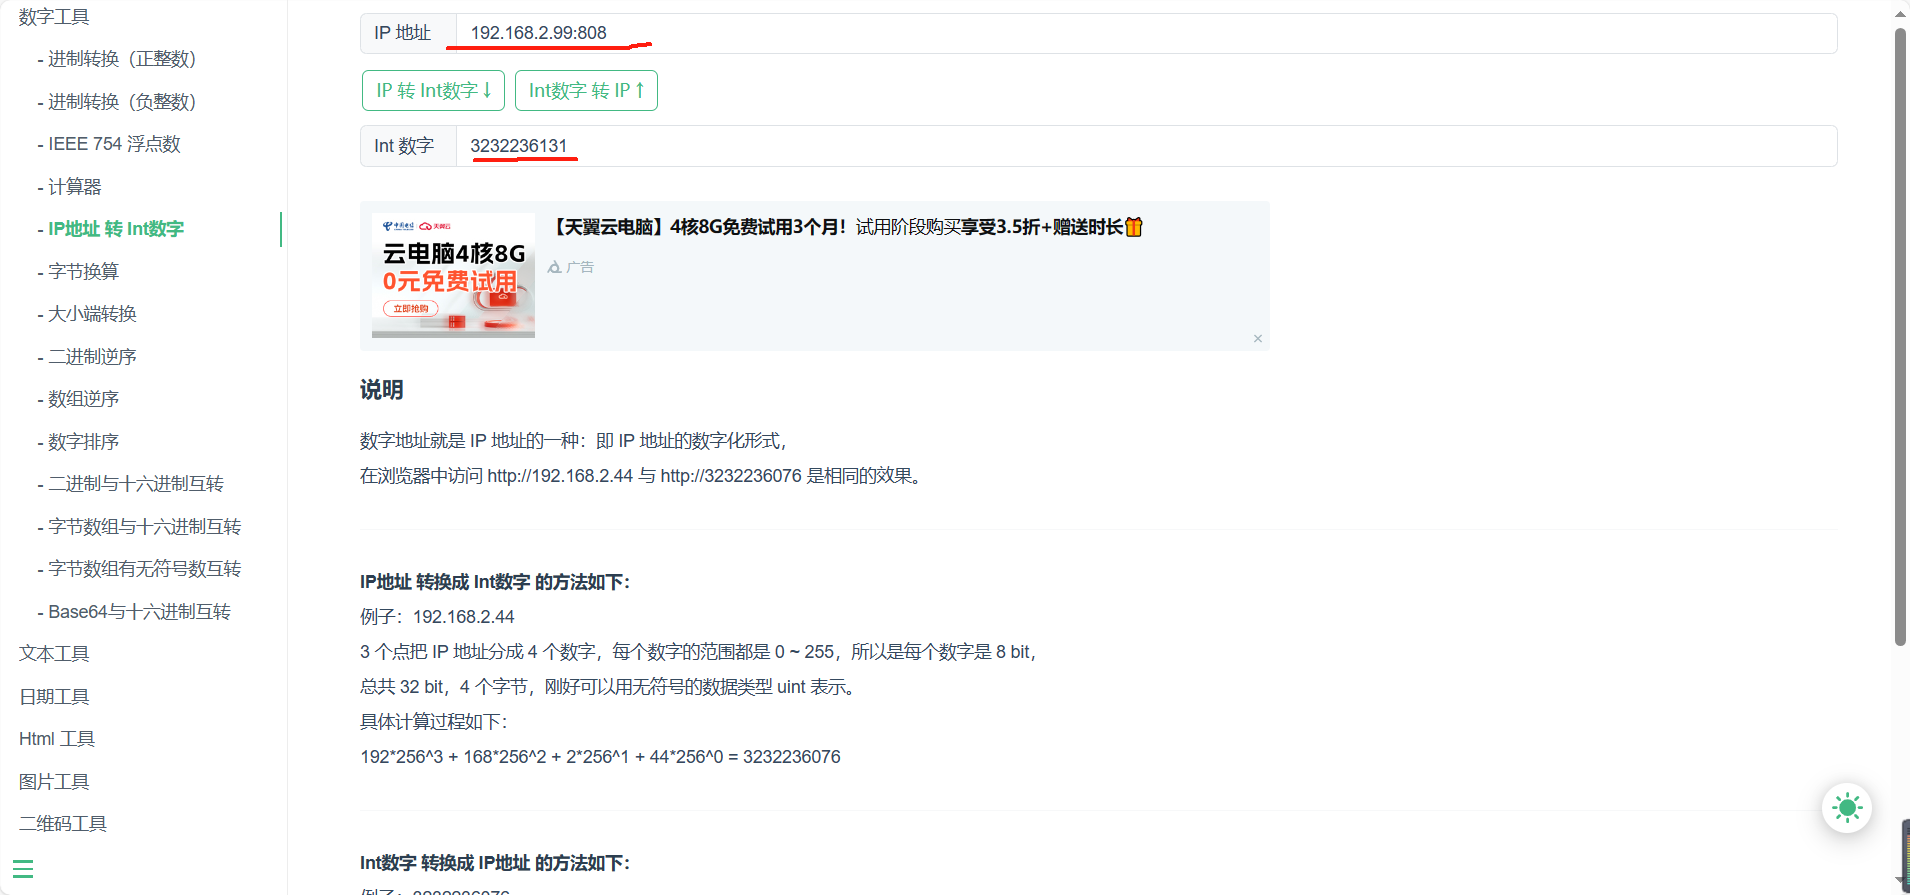 数字工具
- 进制转换（正整数）
- 进制转换（负整数）
- IEEE 754 浮点数
- 计算器
- IP地址 转 Int数字
- 字节换算
- 大小端转换
- 二进制逆序
- 数组逆序
- 数字排序
- 二进制与十六进制互转
- 字节数组与十六进制互转
- 字节数组有无符号数互转
- Base64与十六进制互转
文本工具
日期工具
Html 工具
图片工具
二维码工具
IP 地址 192.168.2.99:808
IP 转 Int数字↓ Int数字 转 IP↑
Int 数字 3232236131
中国电信 天翼云
云电脑4核8G
0元免费试用
立即抢购
【天翼云电脑】4核8G免费试用3个月！试用阶段购买享受3.5折+赠送时长🎁
广告
×
说明
数字地址就是 IP 地址的一种：即 IP 地址的数字化形式，
在浏览器中访问 http://192.168.2.44 与 http://3232236076 是相同的效果。
IP地址 转换成 Int数字 的方法如下：
例子：192.168.2.44
3 个点把 IP 地址分成 4 个数字，每个数字的范围都是 0 ~ 255，所以是每个数字是 8 bit，
总共 32 bit，4 个字节，刚好可以用无符号的数据类型 uint 表示。
具体计算过程如下：
192*256^3 + 168*256^2 + 2*256^1 + 44*256^0 = 3232236076
Int数字 转换成 IP地址 的方法如下：
例子：3232236076